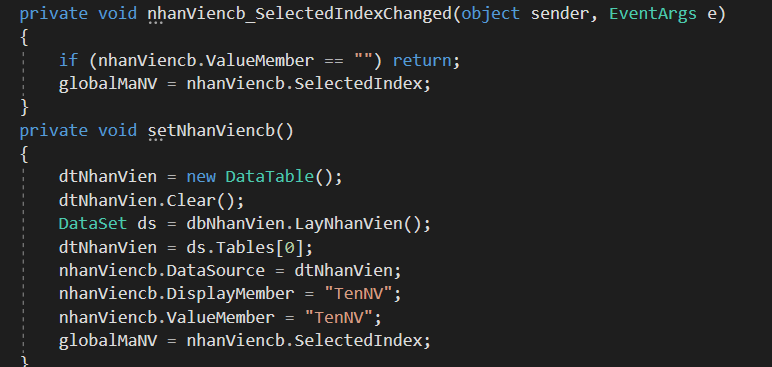 private void nhanViencb_SelectedIndexChanged(object sender, EventArgs e)
{
if (nhanViencb.ValueMember == "") return;
globalMaNV = nhanViencb.SelectedIndex;
}
private void setNhanViencb()
{
dtNhanVien = new DataTable();
dtNhanVien.Clear();
DataSet ds = dbNhanVien.LayNhanVien();
dtNhanVien = ds.Tables[0];
nhanViencb.DataSource = dtNhanVien;
nhanViencb.DisplayMember = "TenNV";
nhanViencb.ValueMember = "TenNV";
globalMaNV = nhanViencb.SelectedIndex;
}